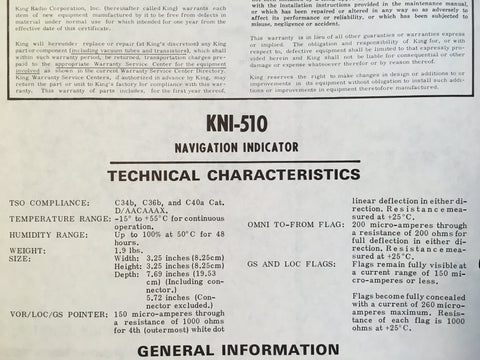 King Radio Corporation, Inc. (hereafter called King) warrants each
item of new equipment manufactured by it to be free from defects in
material under normal use for which intended for one year from the
effective date of this certificate.
King will hereunder replace or repair (at King's discretion) any King
part or component (including vacuum tubes and transistors), which shall
within such warranty period, be returned, transportation charges pre-
paid to the appropriate Warranty Service Center for the equipment
involved as shown in the current Warranty Service Center Directory.
King Warranty Service Centers, if authorized in advance by King, may
return the part or unit to King's factory for compliance with this war-
ranty. This warranty of parts includes, for the first year thereof,
with the installation instructions provided in the maintenance manual,
or which has been repaired or altered in any way so as adversely to
affect its performance or reliability, or which has been subjected to
misuse, negligence or accident.
This warranty is in lieu of all other guaranties or warranties express
or implied. The obligation and responsibility of King for, or with
respect to, defective equipment shall be limited to that expressly pro-
vided herein and King shall not be liable for consequential or other
damage or expense whatsoever therefor or by reason thereof.
King reserves the right to make changes in design or additions to or
improvements in its equipment without obligation to install such addi-
tions or improvements in equipment theretofore manufactured.
KNI-510
NAVIGATION INDICATOR
TECHNICAL CHARACTERISTICS
TSO COMPLIANCE: C34b, C36b, and C40a Cat.
D/AACAAAX.
TEMPERATURE RANGE: -15° to +55°C for continuous
operation.
HUMIDITY RANGE: Up to 100% at 50°C for 48
hours.
WEIGHT: 1.9 lbs.
SIZE: Width: 3.25 inches (8.25cm)
Height: 3.25 inches (8.25cm)
Depth: 7.69 inches (19.53
cm) (Including con-
nector.)
5.72 inches (Con-
nector excluded.)
VOR/LOC/GS POINTER: 150 micro-amperes through
a resistance of 1000 ohms
for 4th (outermost) white dot
linear deflection in either di-
rection. Resistance mea-
sured at +25°C.
OMNI TO-FROM FLAG: 200 micro-amperes through
a resistance of 200 ohms for
full deflection in either di-
rection. Resistance mea-
sured at +25°C.
GS AND LOC FLAGS: Flags remain fully visible at
a current range of 150 mi-
cro-amperes or less.
Flags become fully concealed
with a current of 260 micro-
amperes maximum. Resis-
tance of each flag is 1000
ohms at +25°C.
GENERAL INFORMATION